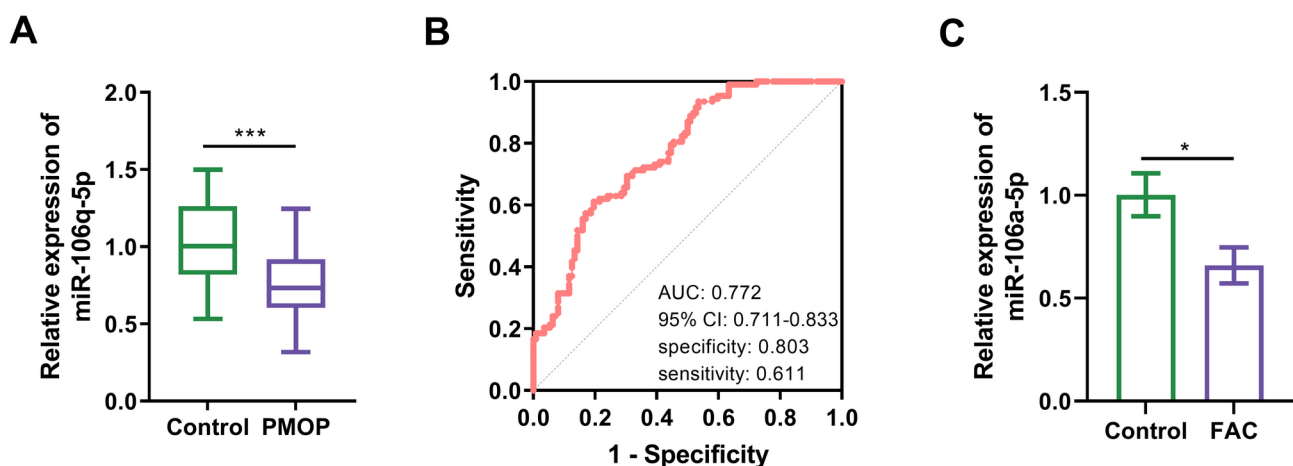 A
Relative expression of
miR-106q-5p
2.0
1.5
1.0
0.5
0.0
***
Control PMOP
B
Sensitivity
1.0
0.8
0.6
0.4
0.2
0.0
AUC: 0.772
95% CI: 0.711-0.833
specificity: 0.803
sensitivity: 0.611
0.0 0.2 0.4 0.6 0.8 1.0
1 - Specificity
C
Relative expression of
miR-106a-5p
1.5
1.0
0.5
0.0
*
Control FAC